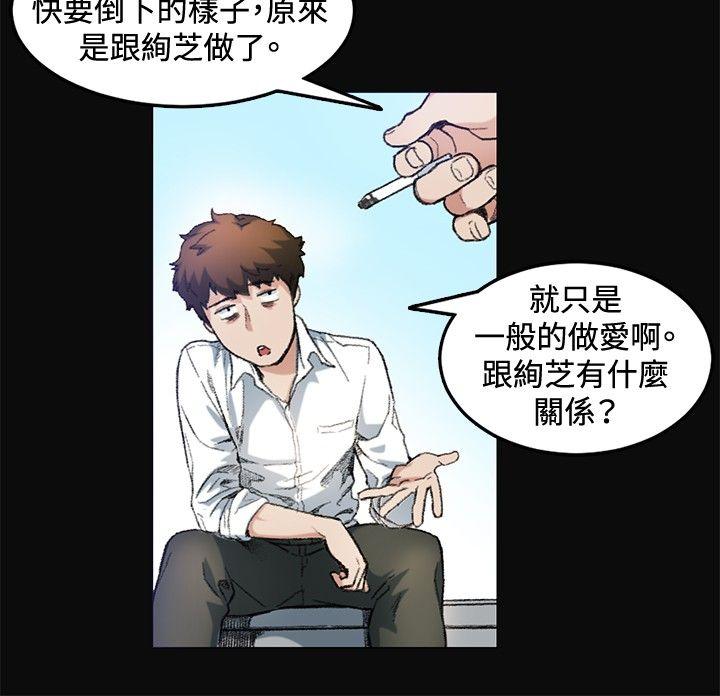 快要倒下的樣子，原來
是跟絢芝做了。
就只是
一般的做愛啊。
跟絢芝有什麼
關係？